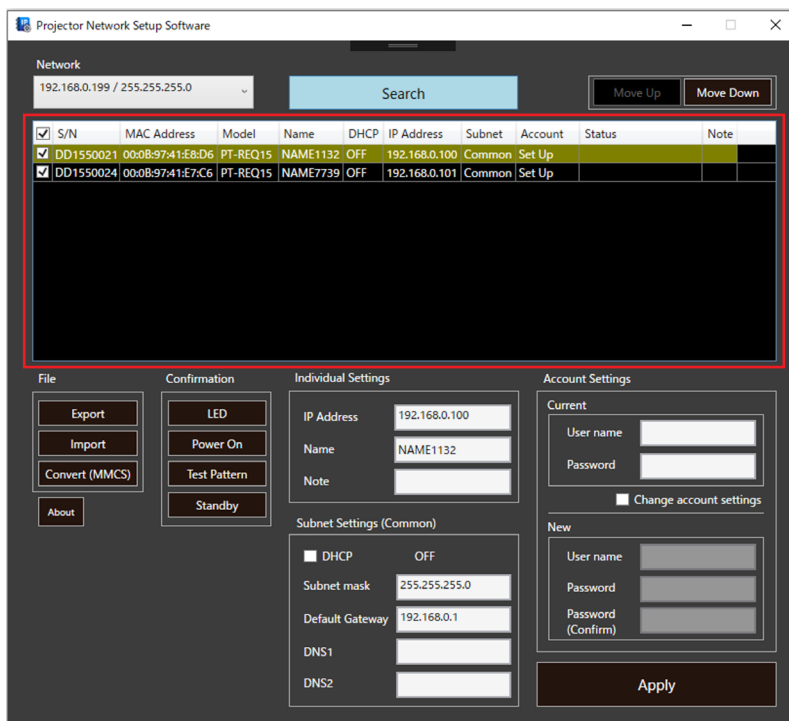 Projector Network Setup Software
Network
192.168.0.199 / 255.255.255.0
Search
Move Up
Move Down
S/N MAC Address Model Name DHCP IP Address Subnet Account Status Note
DD1550021 00:0B:97:41:E8:D6 PT-REQ15 NAME1132 OFF 192.168.0.100 Common Set Up
DD1550024 00:0B:97:41:E7:C6 PT-REQ15 NAME7739 OFF 192.168.0.101 Common Set Up
File
Export
Import
Convert (MMCS)
About
Confirmation
LED
Power On
Test Pattern
Standby
Individual Settings
IP Address 192.168.0.100
Name NAME1132
Note
Subnet Settings (Common)
DHCP OFF
Subnet mask 255.255.255.0
Default Gateway 192.168.0.1
DNS1
DNS2
Account Settings
Current
User name
Password
Change account settings
New
User name
Password
Password
(Confirm)
Apply